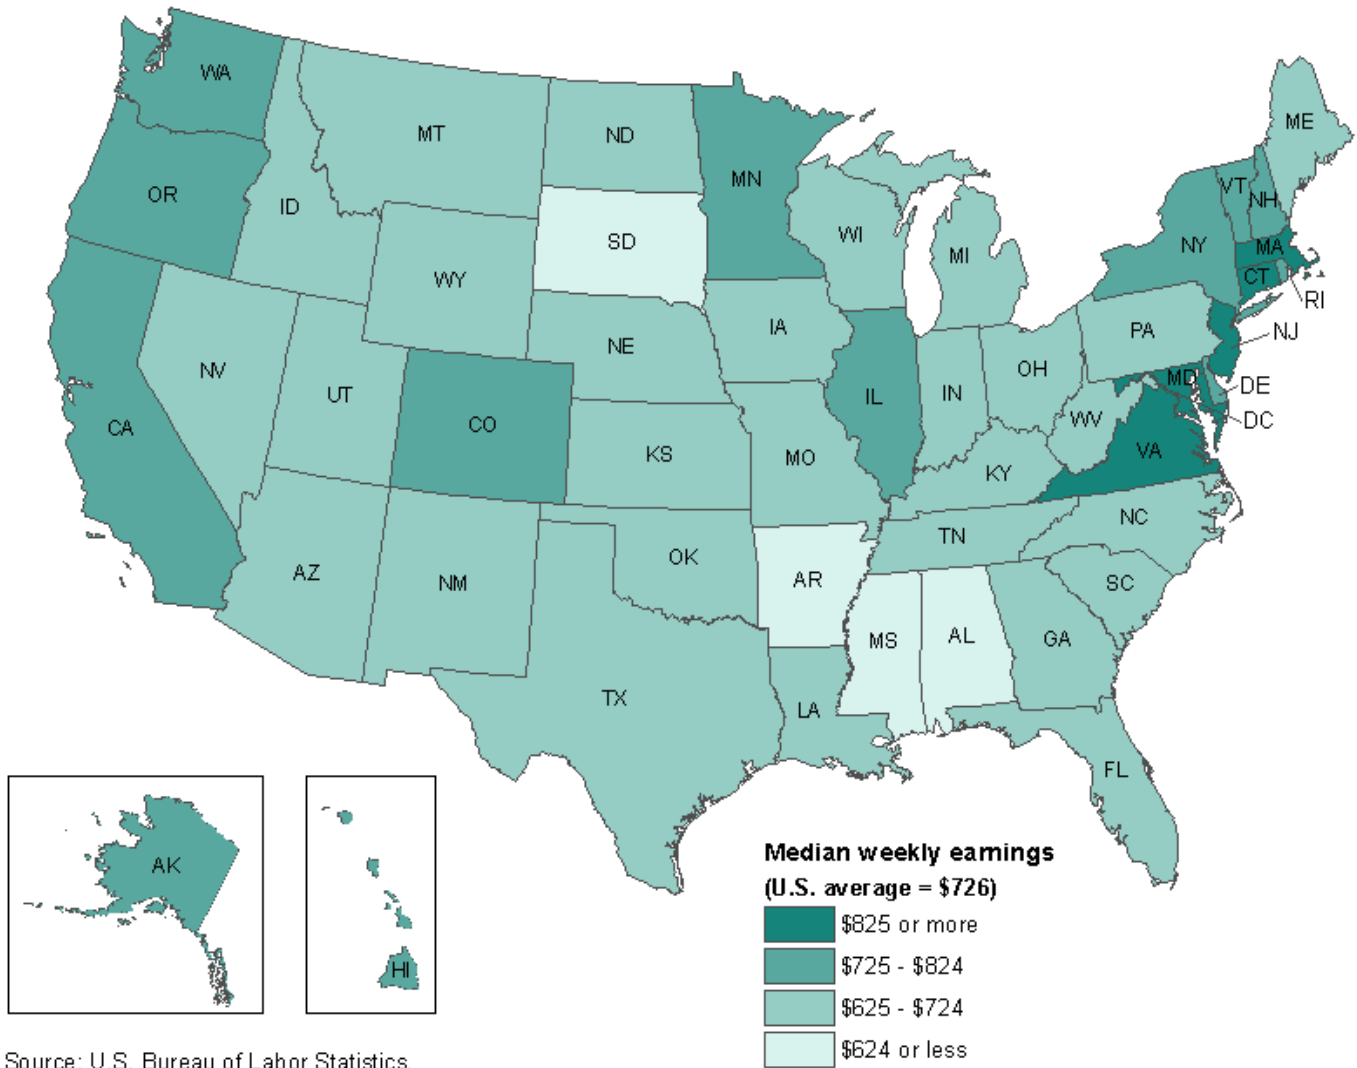 WA
MT
ND
MN
ME
OR
ID
SD
WI
MI
VT
NH
NY
MA
CT
RI
WY
IA
PA
NJ
NE
NV
UT
CO
IL
IN
OH
MD
DE
DC
WV
VA
CA
KS
MO
KY
NC
TN
AZ
NM
OK
AR
SC
MS
AL
GA
TX
LA
FL
AK
HI
Median weekly earnings
(U.S. average = $726)
$825 or more
$725 - $824
$625 - $724
$624 or less
Source: U.S. Bureau of Labor Statistics.